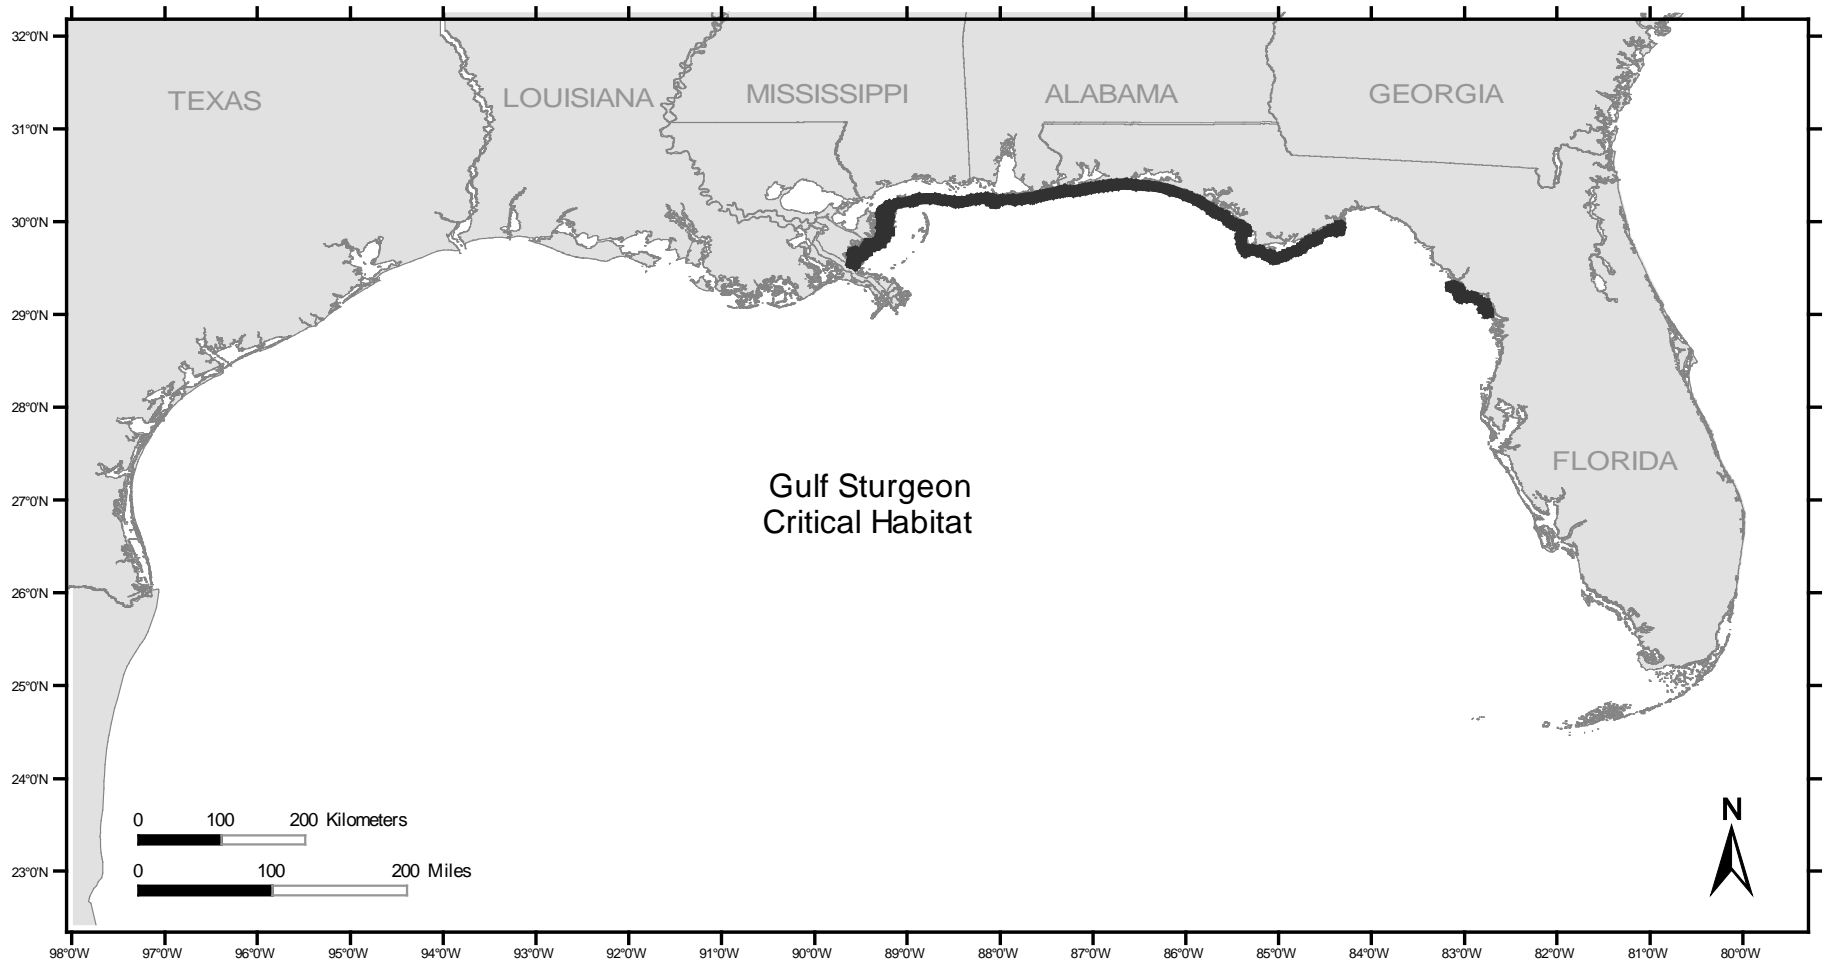 32°0'N
TEXAS
LOUISIANA
MISSISSIPPI
ALABAMA
GEORGIA
31°0'N
30°0'N
29°0'N
28°0'N
FLORIDA
27°0'N
Gulf Sturgeon
Critical Habitat
26°0'N
25°0'N
24°0'N
0 100 200 Kilometers
0 100 200 Miles
N
23°0'N
98°0'W 97°0'W 96°0'W 95°0'W 94°0'W 93°0'W 92°0'W 91°0'W 90°0'W 89°0'W 88°0'W 87°0'W 86°0'W 85°0'W 84°0'W 83°0'W 82°0'W 81°0'W 80°0'W